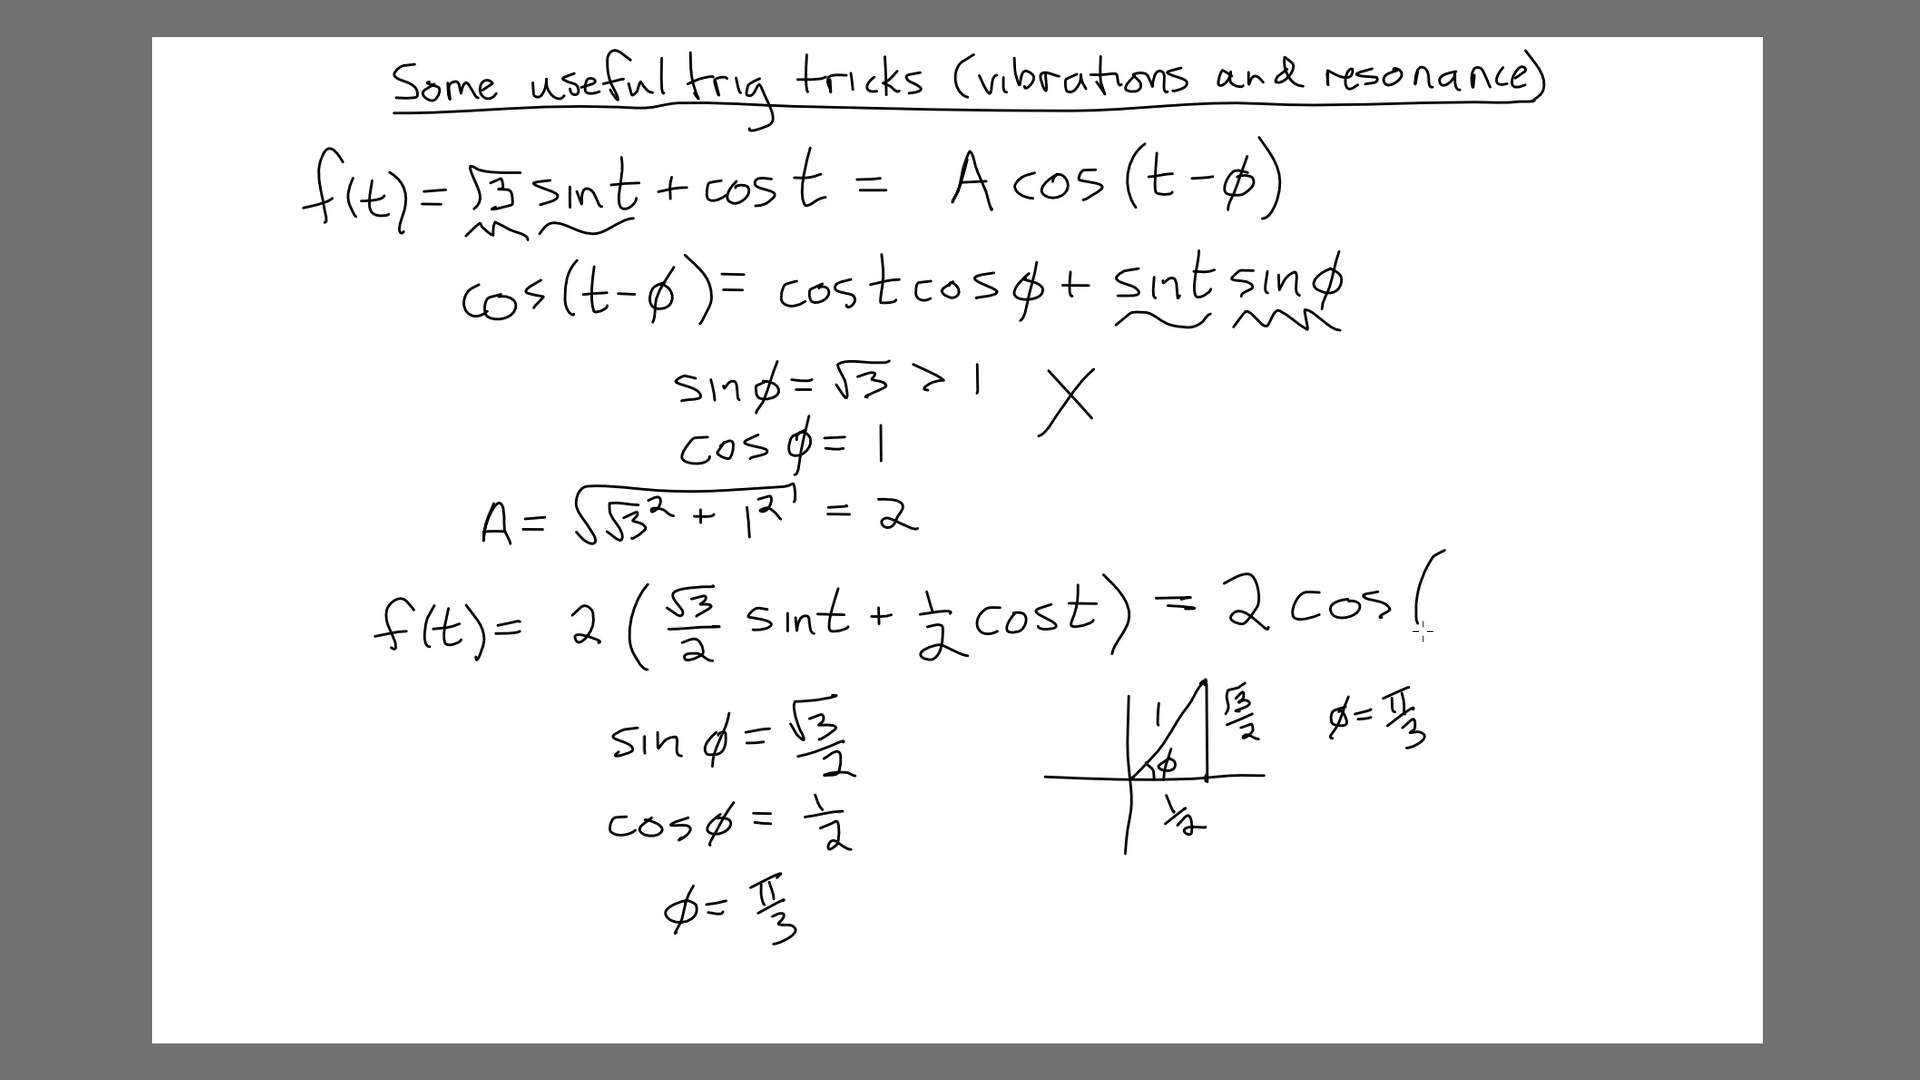 Some useful trig tricks (vibrations and resonance)
f(t) = √3 sin t + cos t = A cos(t-φ)
cos(t-φ) = cos t cos φ + sin t sin φ
sin φ = √3 > 1 X
cos φ = 1
A = √(√3² + 1²) = 2
f(t) = 2 (√3/2 sin t + 1/2 cos t) = 2 cos(
sin φ = √3/2
cos φ = 1/2
φ = π/3
1 √3/2 φ = π/3
φ
1/2